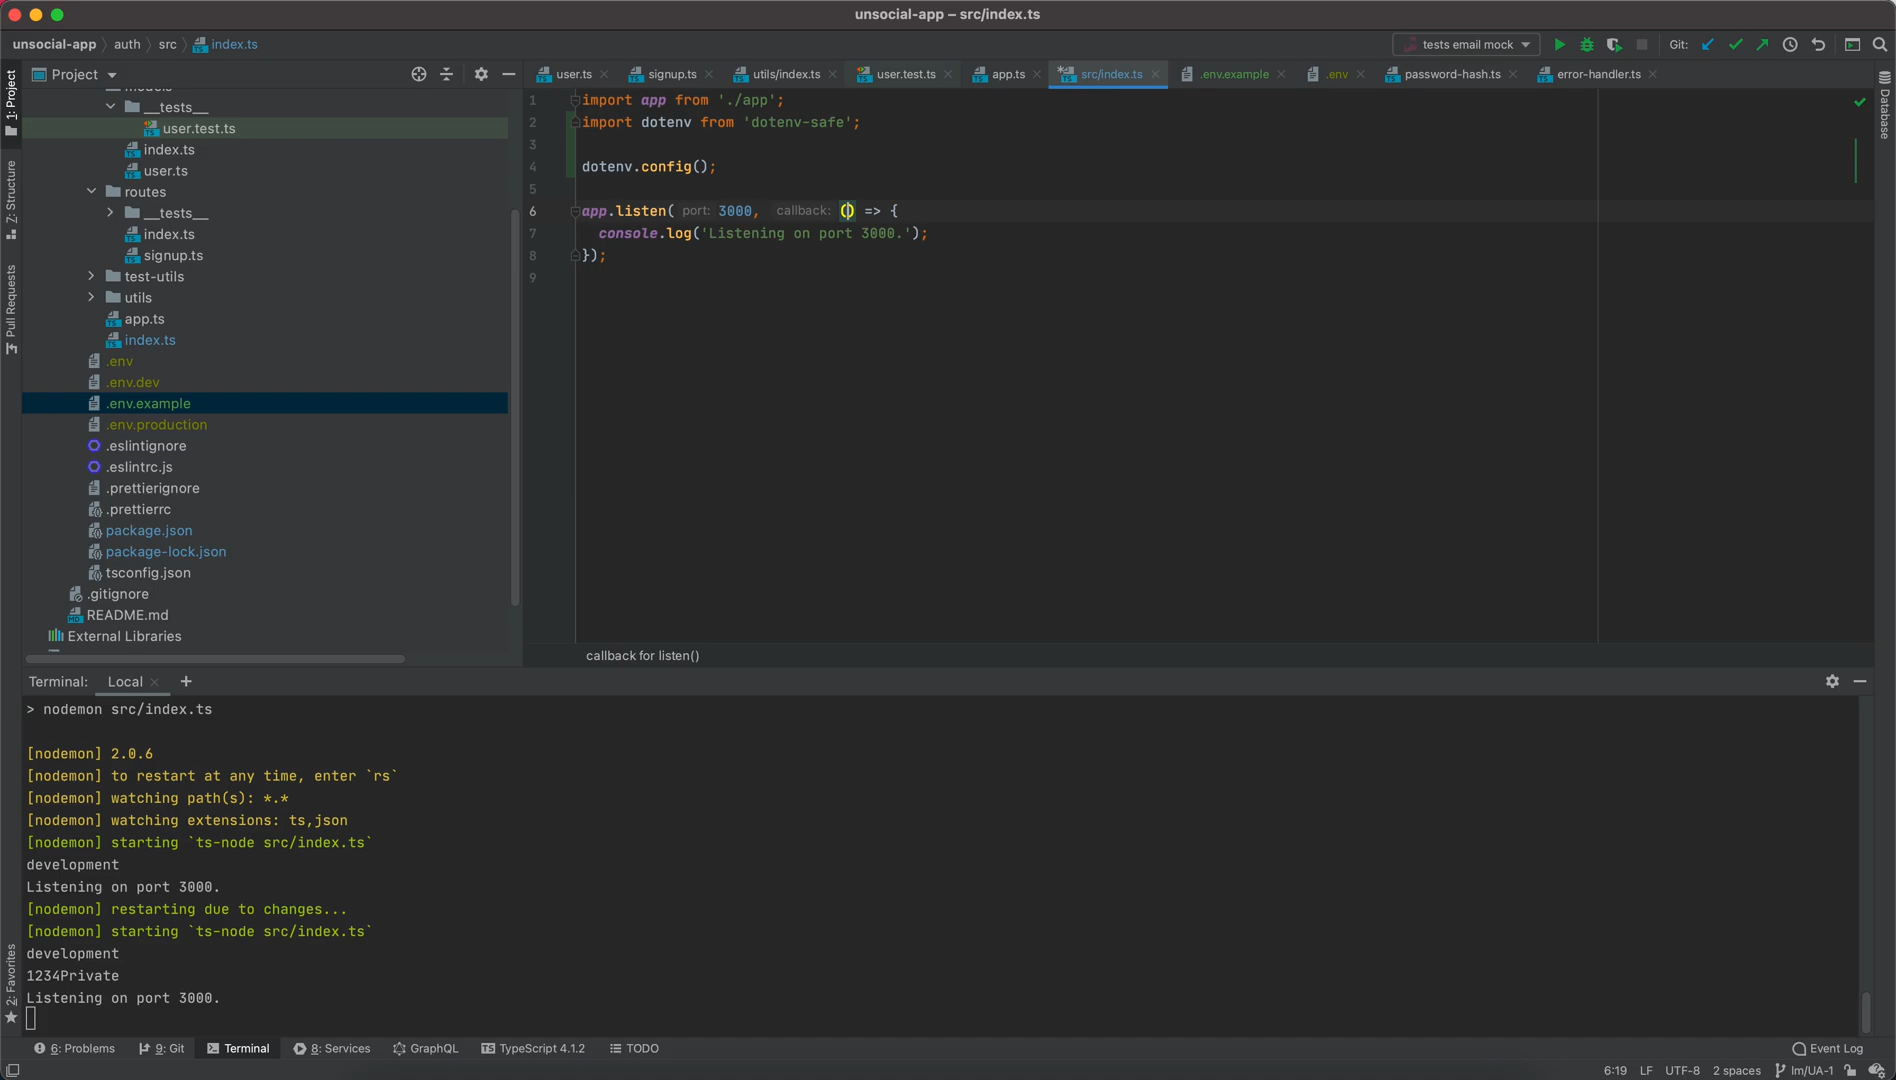 unsocial-app – src/index.ts
unsocial-app 〉 auth 〉 src 〉 index.ts
tests email mock
Git:
1: Project
Z: Structure
Pull Requests
2: Favorites
Project
__tests__
user.test.ts
index.ts
user.ts
routes
__tests__
index.ts
signup.ts
test-utils
utils
app.ts
index.ts
.env
.env.dev
.env.example
.env.production
.eslintignore
.eslintrc.js
.prettierignore
.prettierrc
package.json
package-lock.json
tsconfig.json
.gitignore
README.md
External Libraries
user.ts signup.ts utils/index.ts user.test.ts app.ts src/index.ts .env.example .env password-hash.ts error-handler.ts
Database
1 import app from './app';
2 import dotenv from 'dotenv-safe';
3
4 dotenv.config();
5
6 app.listen( port: 3000, callback: () => {
7 console.log('Listening on port 3000.');
8 });
9
callback for listen()
Terminal: Local +
> nodemon src/index.ts
[nodemon] 2.0.6
[nodemon] to restart at any time, enter `rs`
[nodemon] watching path(s): *.*
[nodemon] watching extensions: ts,json
[nodemon] starting `ts-node src/index.ts`
development
Listening on port 3000.
[nodemon] restarting due to changes...
[nodemon] starting `ts-node src/index.ts`
development
1234Private
Listening on port 3000.
6: Problems 9: Git Terminal 8: Services GraphQL TypeScript 4.1.2 TODO Event Log
6:19 LF UTF-8 2 spaces lm/UA-1